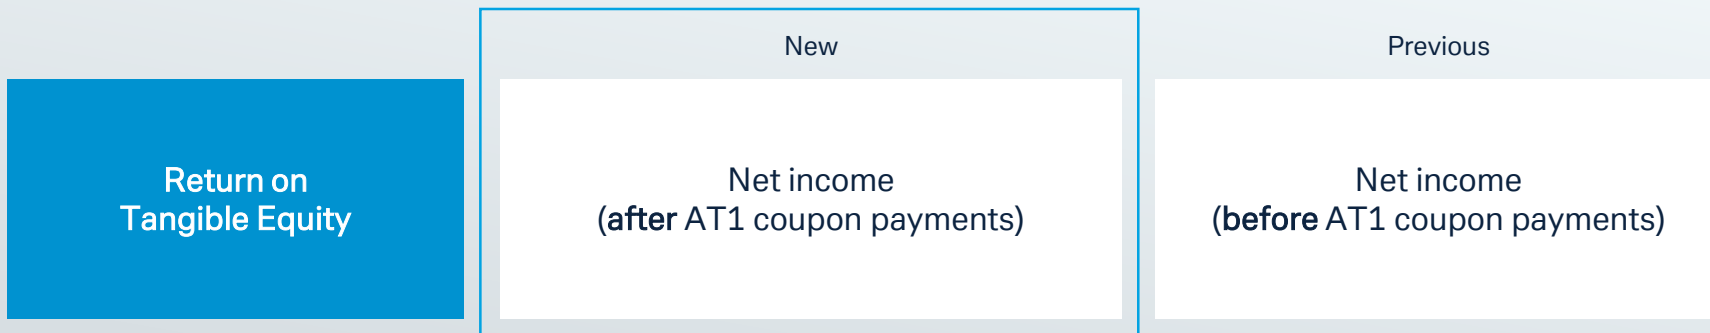 New
Previous
Return on
Tangible Equity
Net income
(after AT1 coupon payments)
Net income
(before AT1 coupon payments)